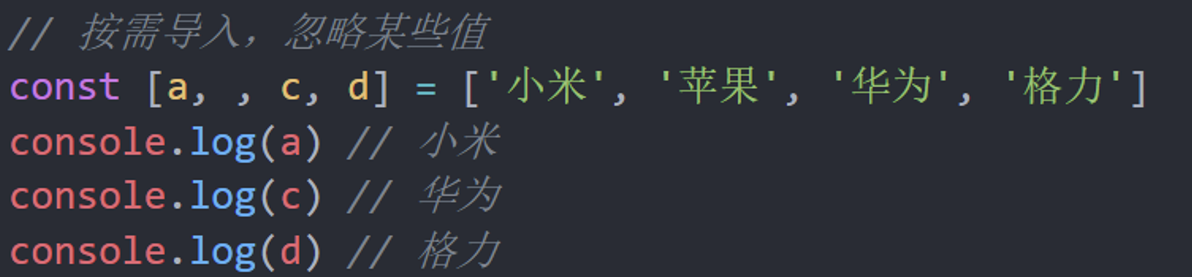 // 按需导入，忽略某些值
const [a, , c, d] = ['小米', '苹果', '华为', '格力']
console.log(a) // 小米
console.log(c) // 华为
console.log(d) // 格力